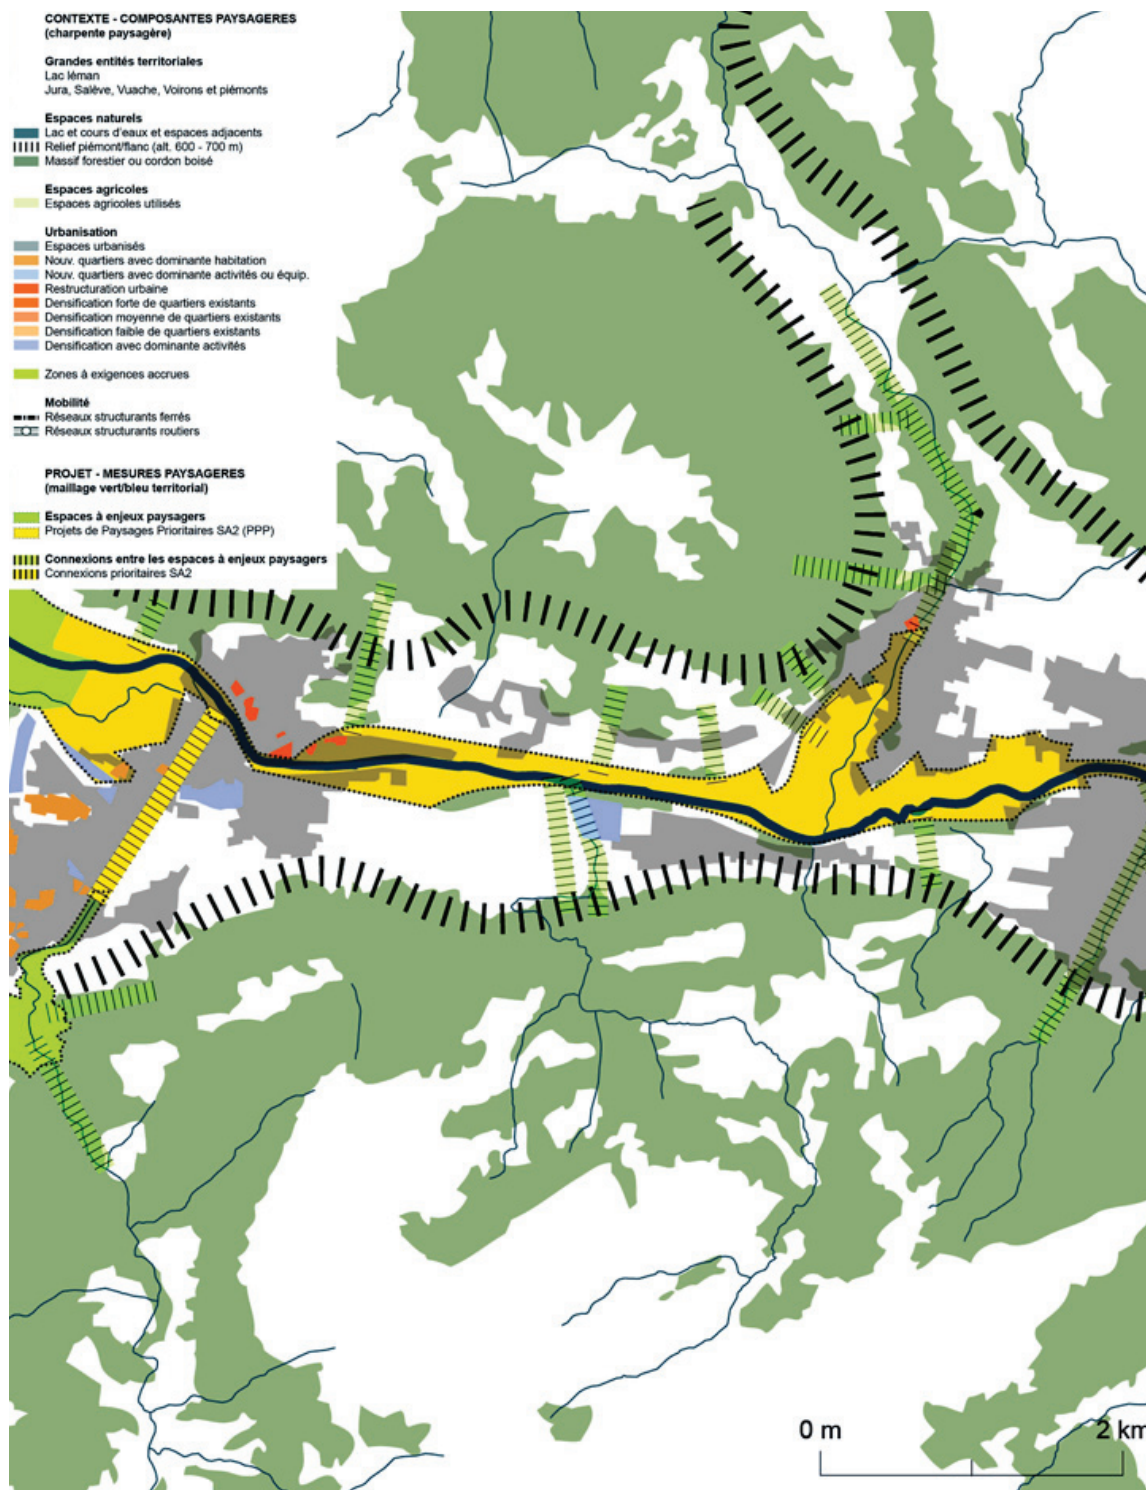 CONTEXTE - COMPOSANTES PAYSAGERES
(charpente paysagère)
Grandes entités territoriales
Lac léman
Jura, Salève, Vuache, Voirons et piémonts
Espaces naturels
Lac et cours d'eaux et espaces adjacents
Relief piémont/flanc (alt. 600 - 700 m)
Massif forestier ou cordon boisé
Espaces agricoles
Espaces agricoles utilisés
Urbanisation
Espaces urbanisés
Nouv. quartiers avec dominante habitation
Nouv. quartiers avec dominante activités ou équip.
Restructuration urbaine
Densification forte de quartiers existants
Densification moyenne de quartiers existants
Densification faible de quartiers existants
Densification avec dominante activités
Zones à exigences accrues
Mobilité
Réseaux structurants ferrés
Réseaux structurants routiers
PROJET - MESURES PAYSAGERES
(maillage vert/bleu territorial)
Espaces à enjeux paysagers
Projets de Paysages Prioritaires SA2 (PPP)
Connexions entre les espaces à enjeux paysagers
Connexions prioritaires SA2
0 m 2 km